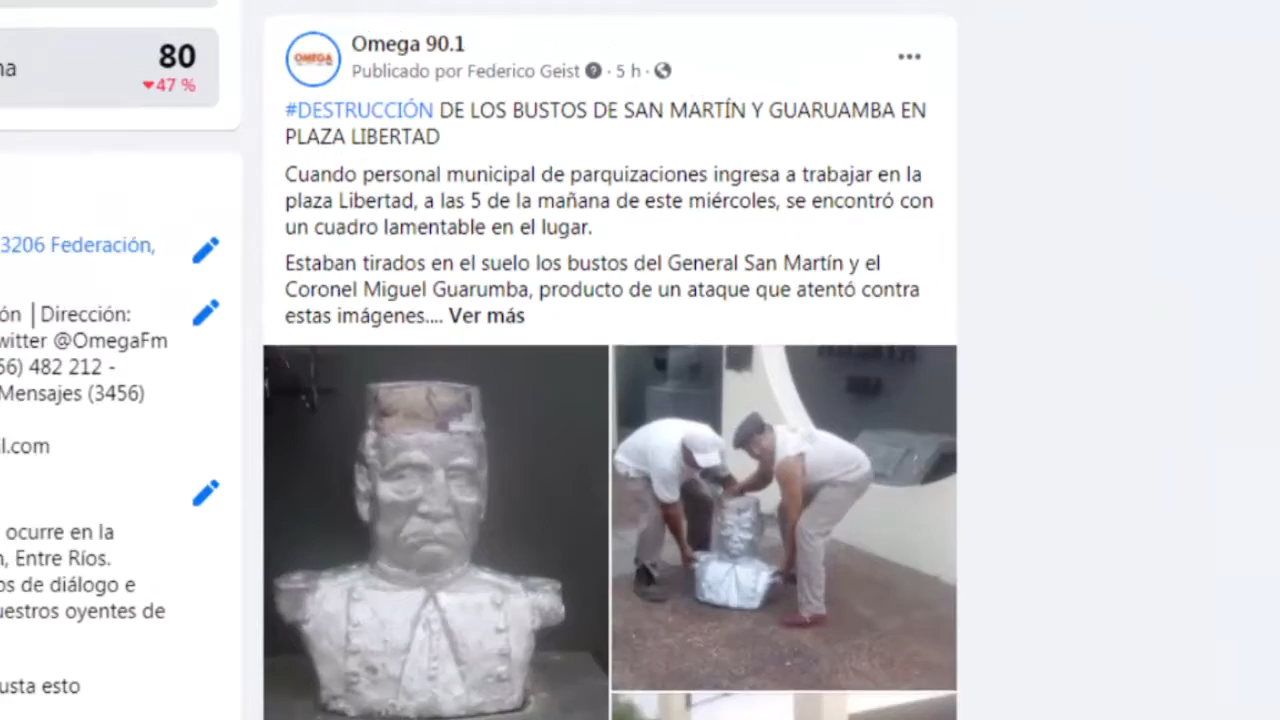 na
80
47 %
3206 Federación,
ón | Dirección:
witter @OmegaFm
56) 482 212 -
Mensajes (3456)
il.com
ocurre en la
n, Entre Ríos.
os de diálogo e
uestros oyentes de
usta esto
OMEGA
Omega 90.1
Publicado por Federico Geist · 5 h ·
#DESTRUCCIÓN DE LOS BUSTOS DE SAN MARTÍN Y GUARUAMBA EN
PLAZA LIBERTAD
Cuando personal municipal de parquizaciones ingresa a trabajar en la
plaza Libertad, a las 5 de la mañana de este miércoles, se encontró con
un cuadro lamentable en el lugar.
Estaban tirados en el suelo los bustos del General San Martín y el
Coronel Miguel Guarumba, producto de un ataque que atentó contra
estas imágenes.... Ver más